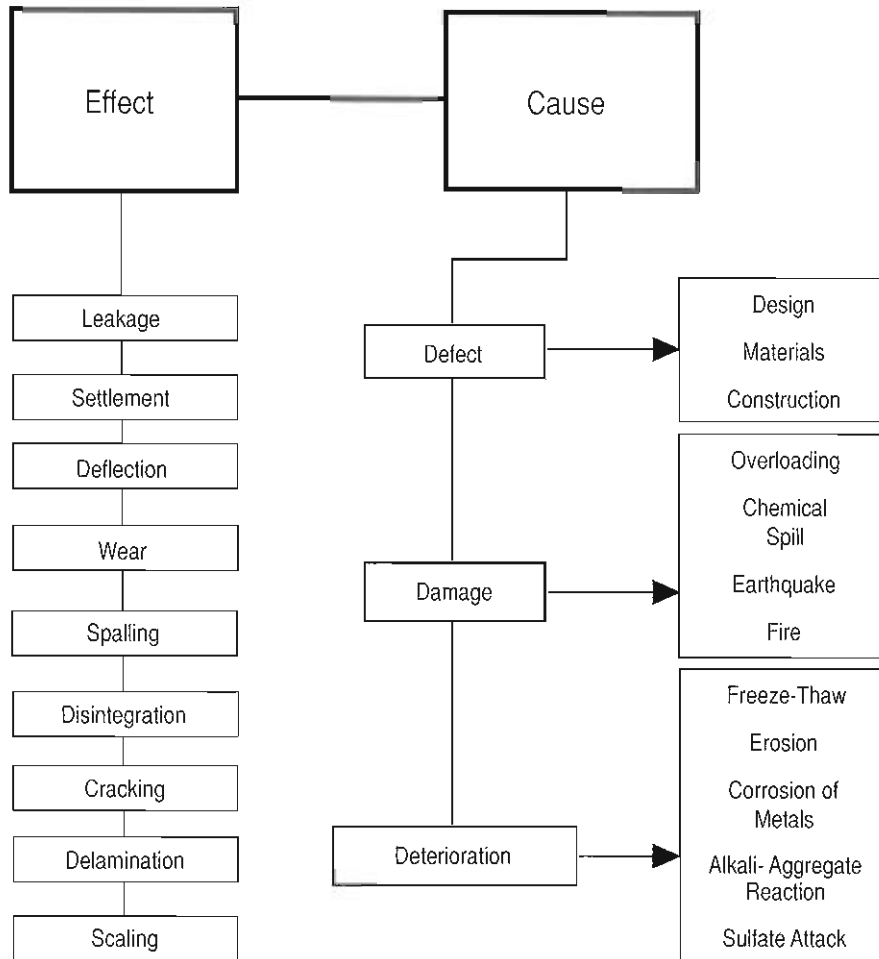 Effect
Cause
Leakage
Settlement
Deflection
Wear
Spalling
Disintegration
Cracking
Delamination
Scaling
Defect
Design
Materials
Construction
Damage
Overloading
Chemical
Spill
Earthquake
Fire
Deterioration
Freeze-Thaw
Erosion
Corrosion of
Metals
Alkali- Aggregate
Reaction
Sulfate Attack